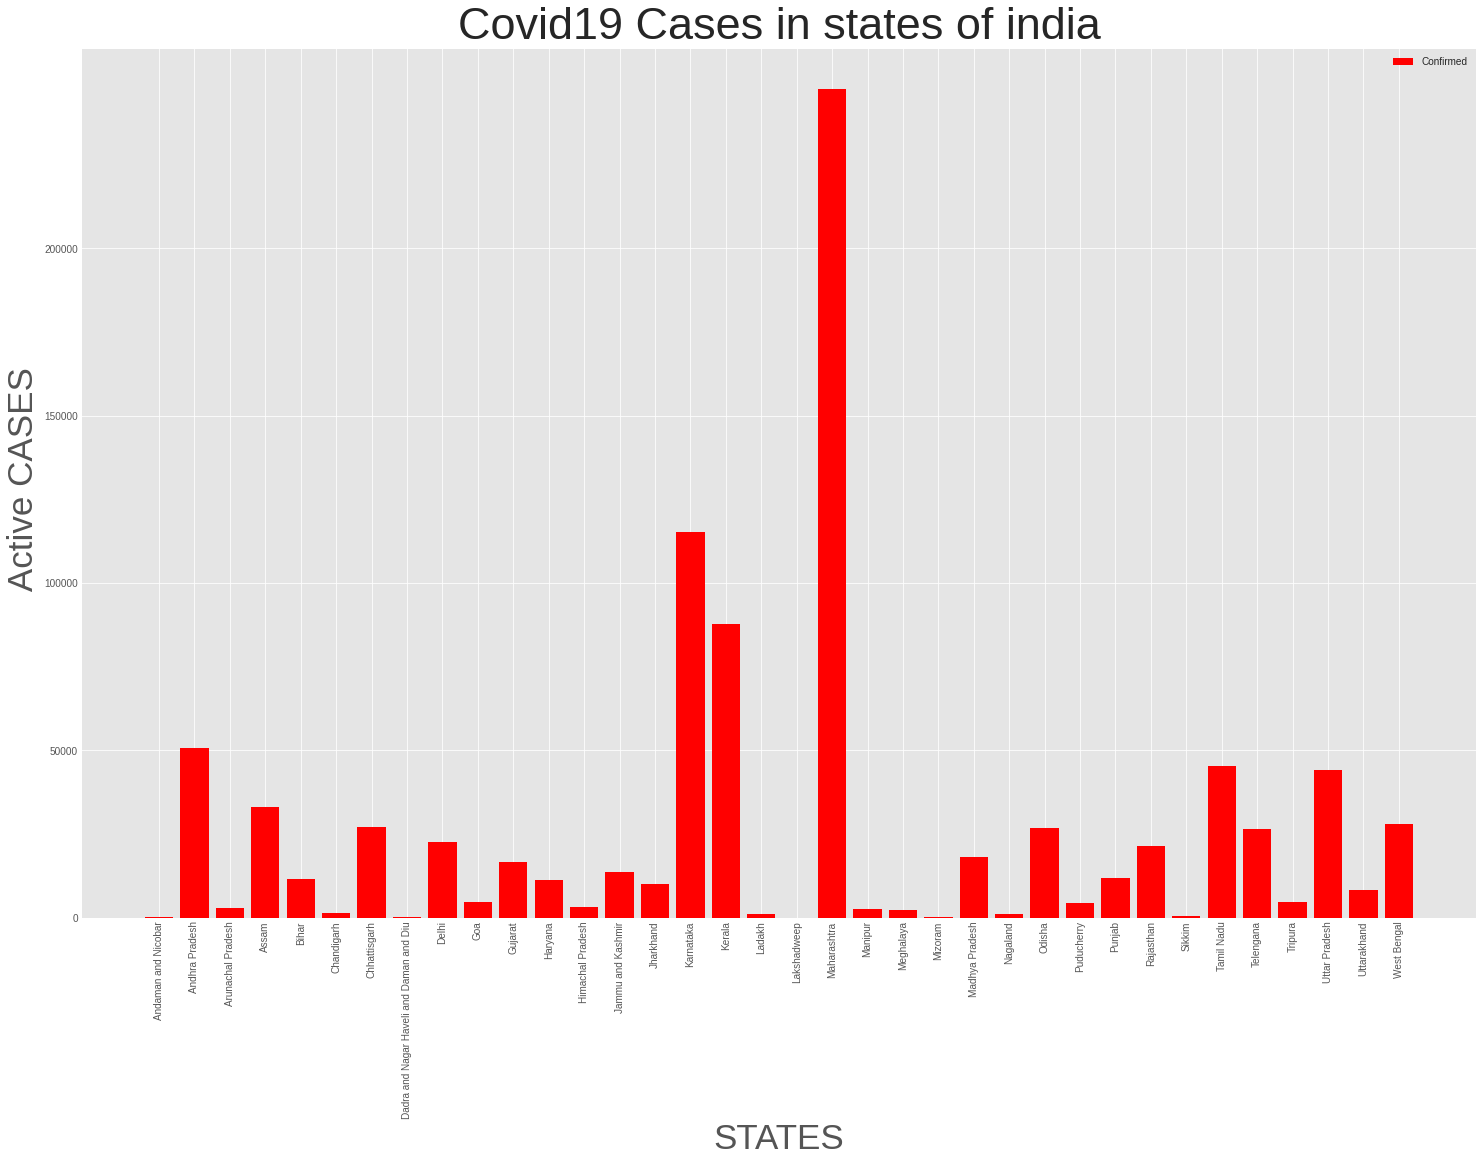 Covid19 Cases in states of india
Confirmed
Active CASES
200000
150000
100000
50000
0
Andaman and Nicobar
Andhra Pradesh
Arunachal Pradesh
Assam
Bihar
Chandigarh
Chhattisgarh
Dadra and Nagar Haveli and Daman and Diu
Delhi
Goa
Gujarat
Haryana
Himachal Pradesh
Jammu and Kashmir
Jharkhand
Karnataka
Kerala
Ladakh
Lakshadweep
Maharashtra
Manipur
Meghalaya
Mizoram
Madhya Pradesh
Nagaland
Odisha
Puducherry
Punjab
Rajasthan
Sikkim
Tamil Nadu
Telengana
Tripura
Uttar Pradesh
Uttarakhand
West Bengal
STATES